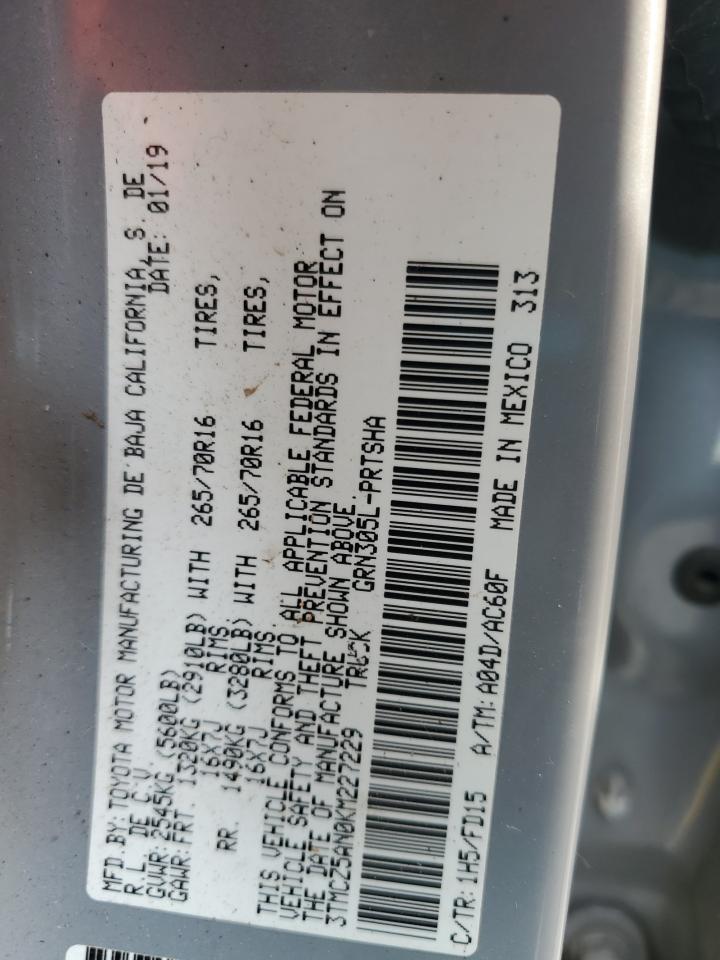 MFD.BY:TOYOTA MOTOR MANUFACTURING DE BAJA CALIFORNIA, S. DE
R.L. DE C.V. DATE: 01/19
GVWR:2545KG (5600LB)
GAWR:FRT. 1320KG (2910LB) WITH 265/70R16 TIRES,
16X7J RIMS
RR. 1490KG (3280LB) WITH 265/70R16 TIRES,
16X7J RIMS
THIS VEHICLE CONFORMS TO ALL APPLICABLE FEDERAL MOTOR
VEHICLE SAFETY AND THEFT PREVENTION STANDARDS IN EFFECT ON
THE DATE OF MANUFACTURE SHOWN ABOVE.
3TMCZ5AN0KM227229 TRUCK GRN305L-PRTSHA
C/TR:1H5/FD15 A/TM:A04D/AC60F MADE IN MEXICO 313